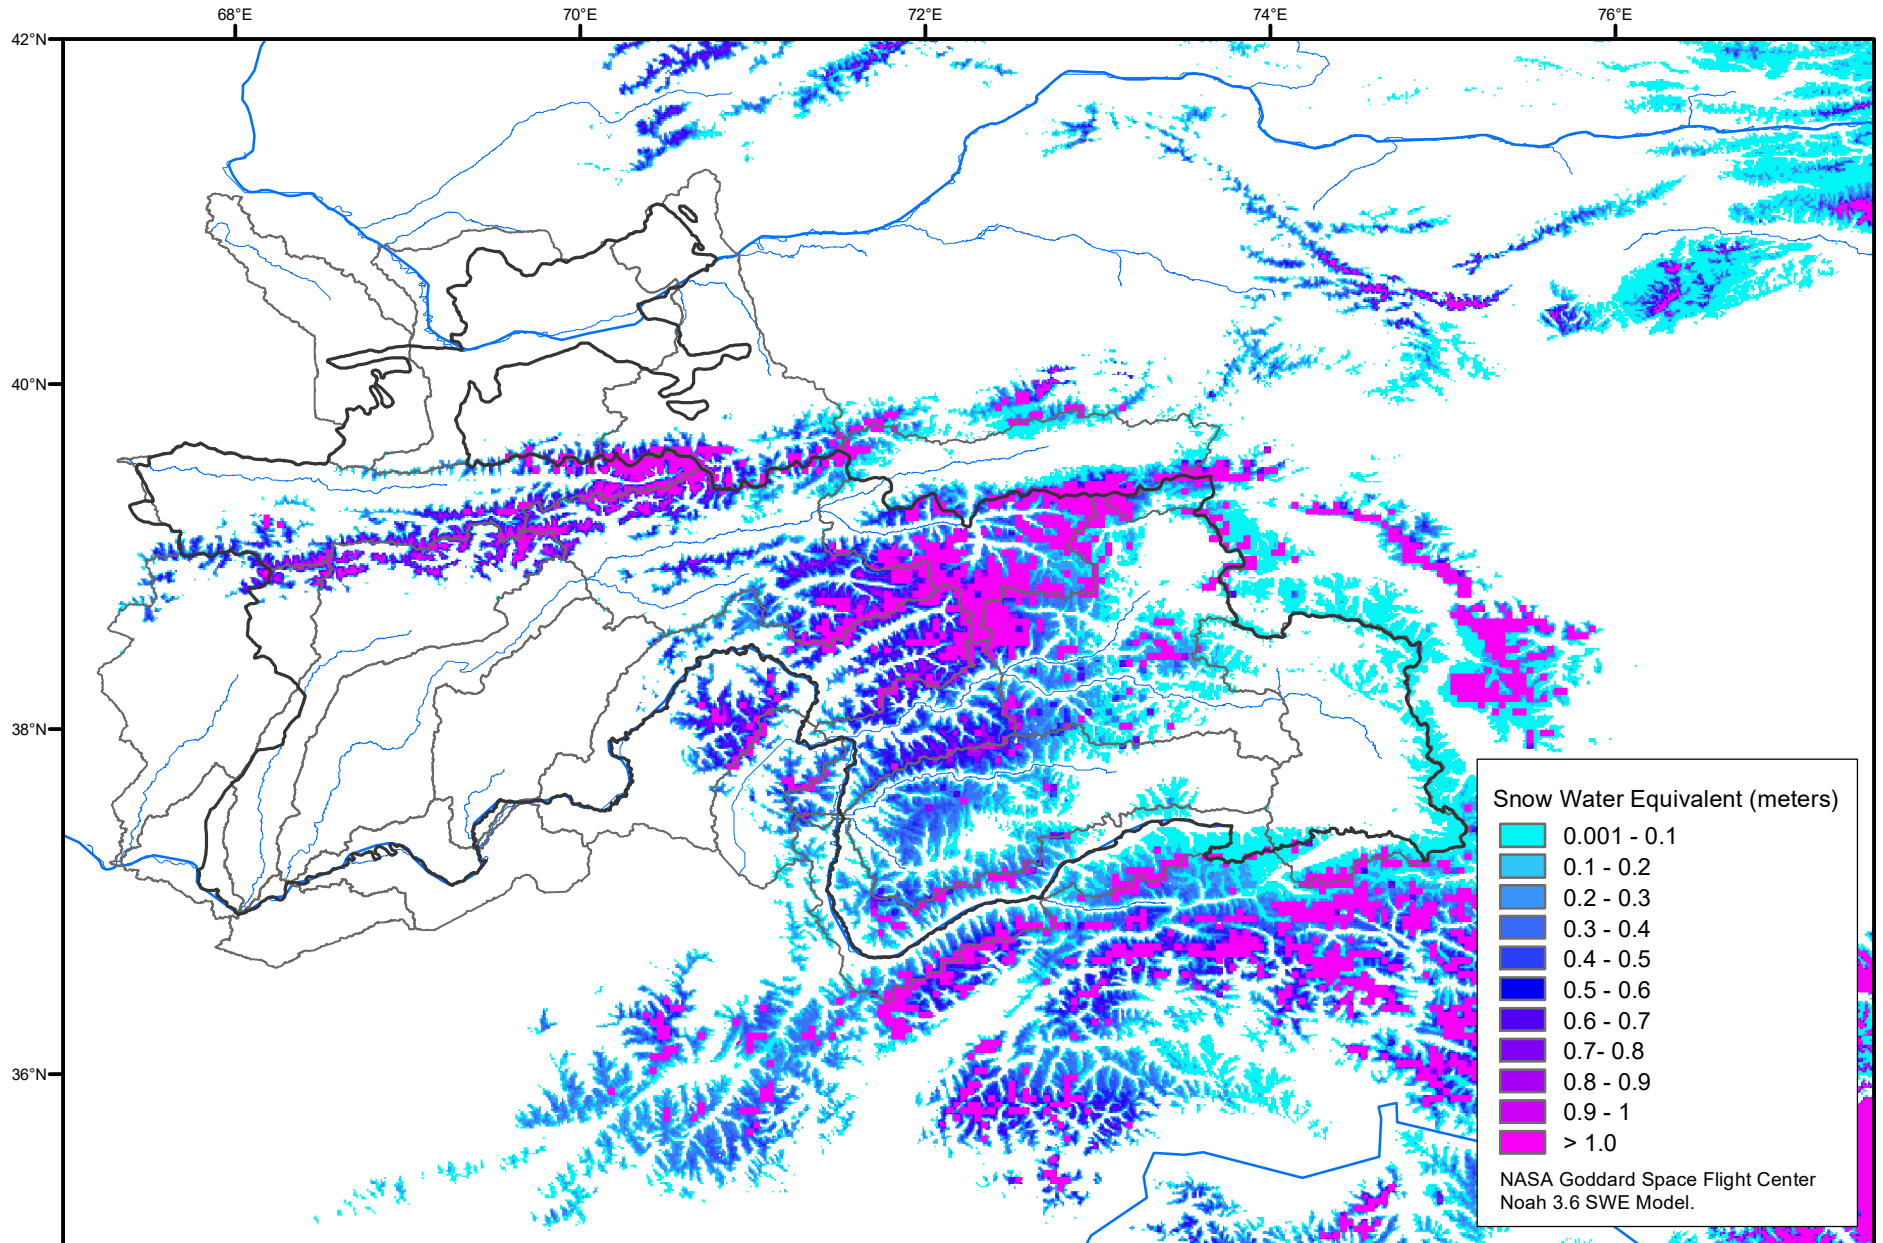 68°E 70°E 72°E 74°E 76°E
42°N
40°N
38°N
36°N
Snow Water Equivalent (meters)
0.001 - 0.1
0.1 - 0.2
0.2 - 0.3
0.3 - 0.4
0.4 - 0.5
0.5 - 0.6
0.6 - 0.7
0.7- 0.8
0.8 - 0.9
0.9 - 1
> 1.0
NASA Goddard Space Flight Center
Noah 3.6 SWE Model.